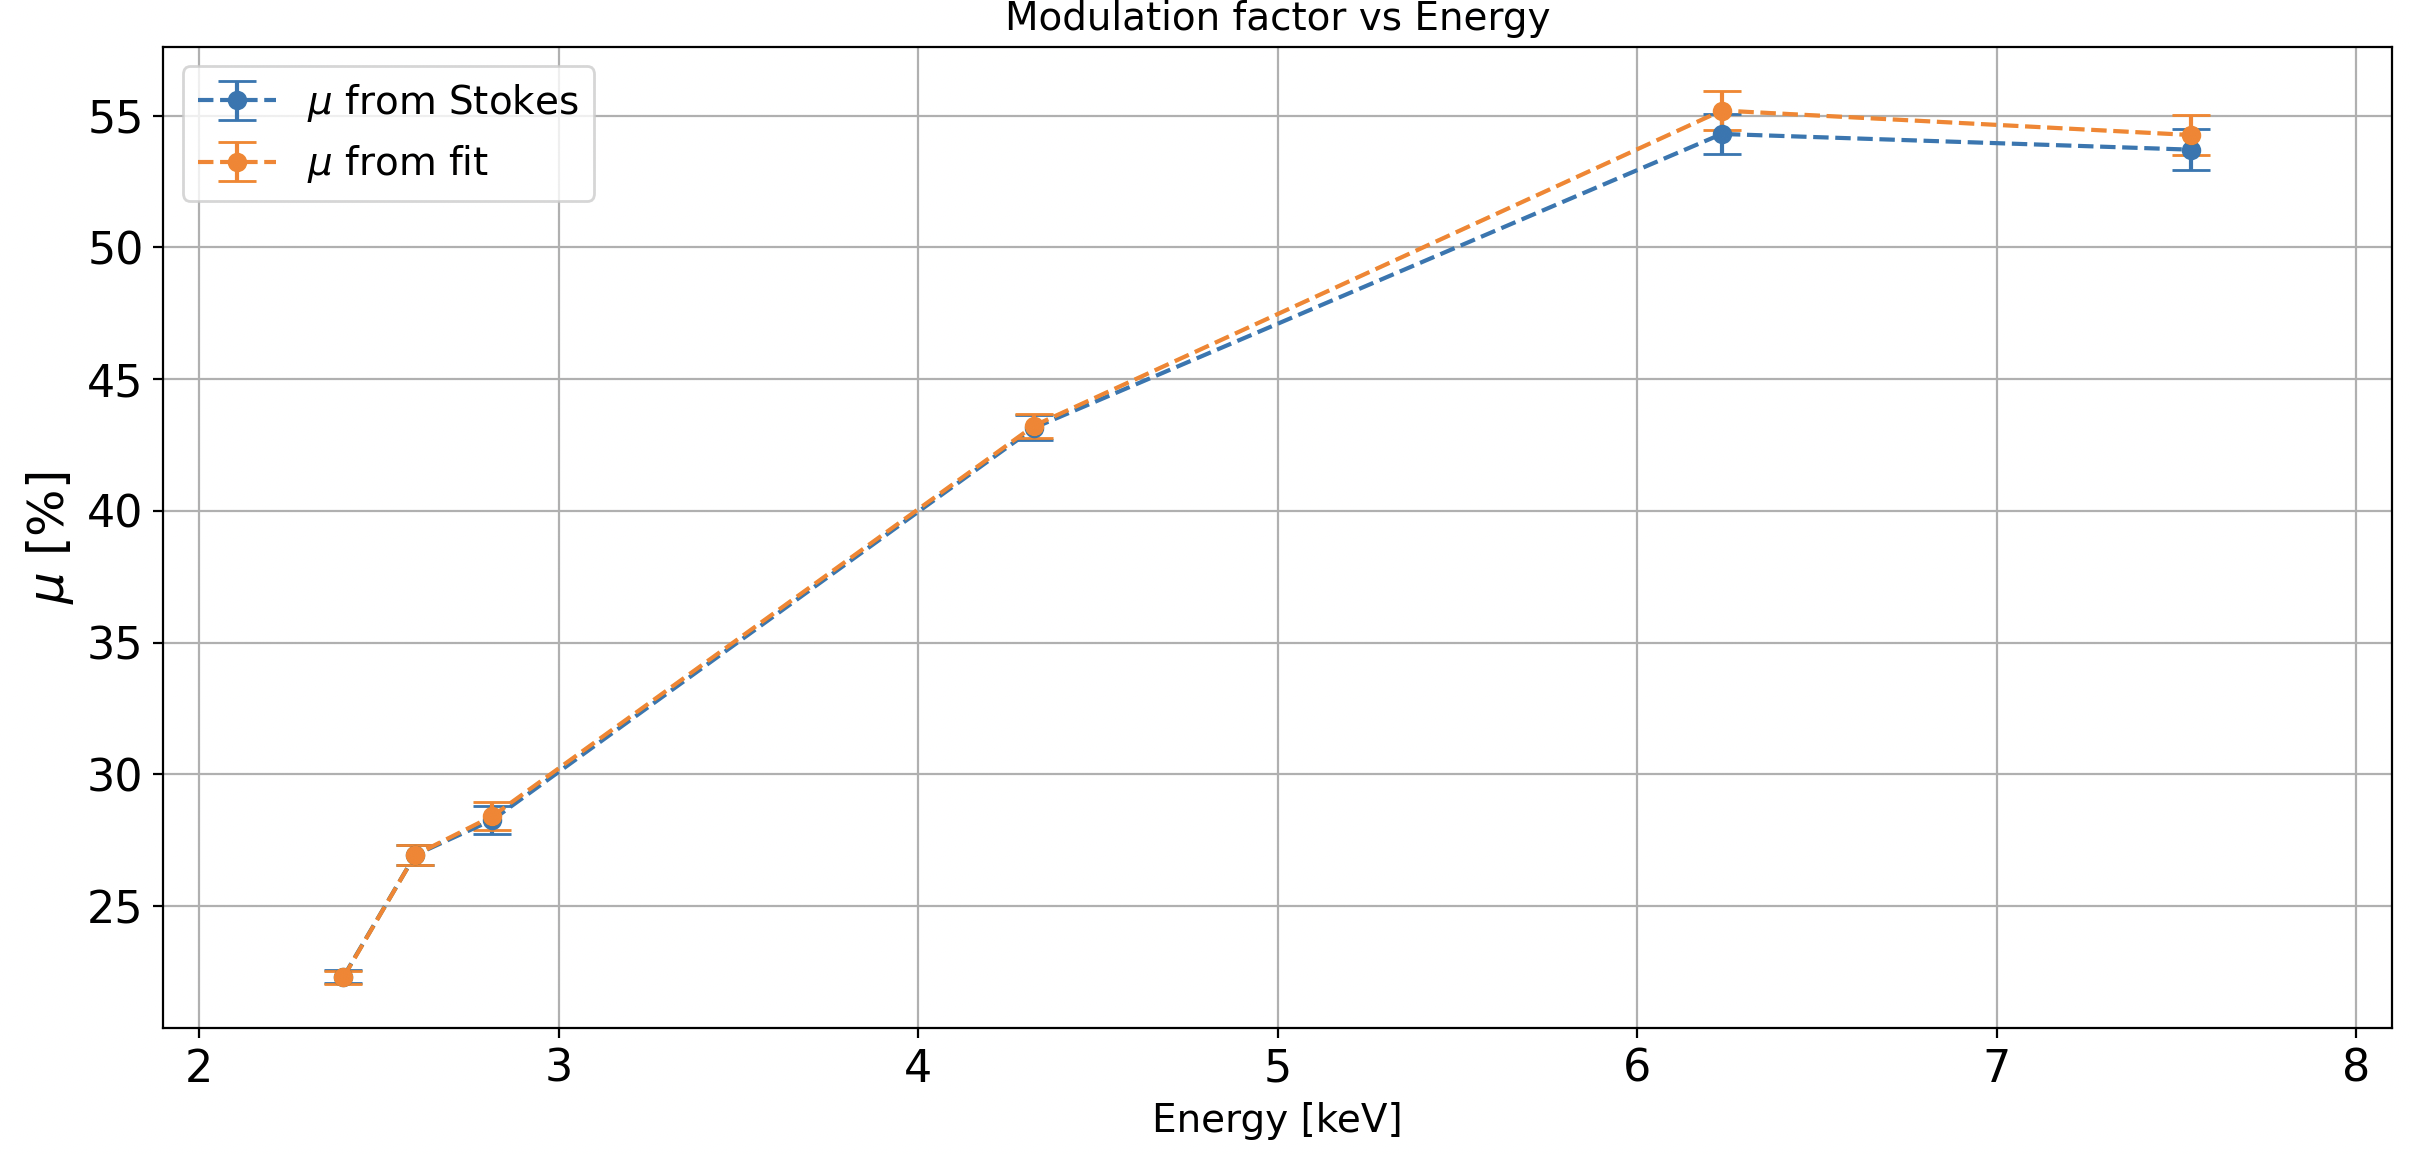 Modulation factor vs Energy
μ from Stokes
μ from fit
55
50
45
40
35
30
25
μ [%]
2 3 4 5 6 7 8
Energy [keV]